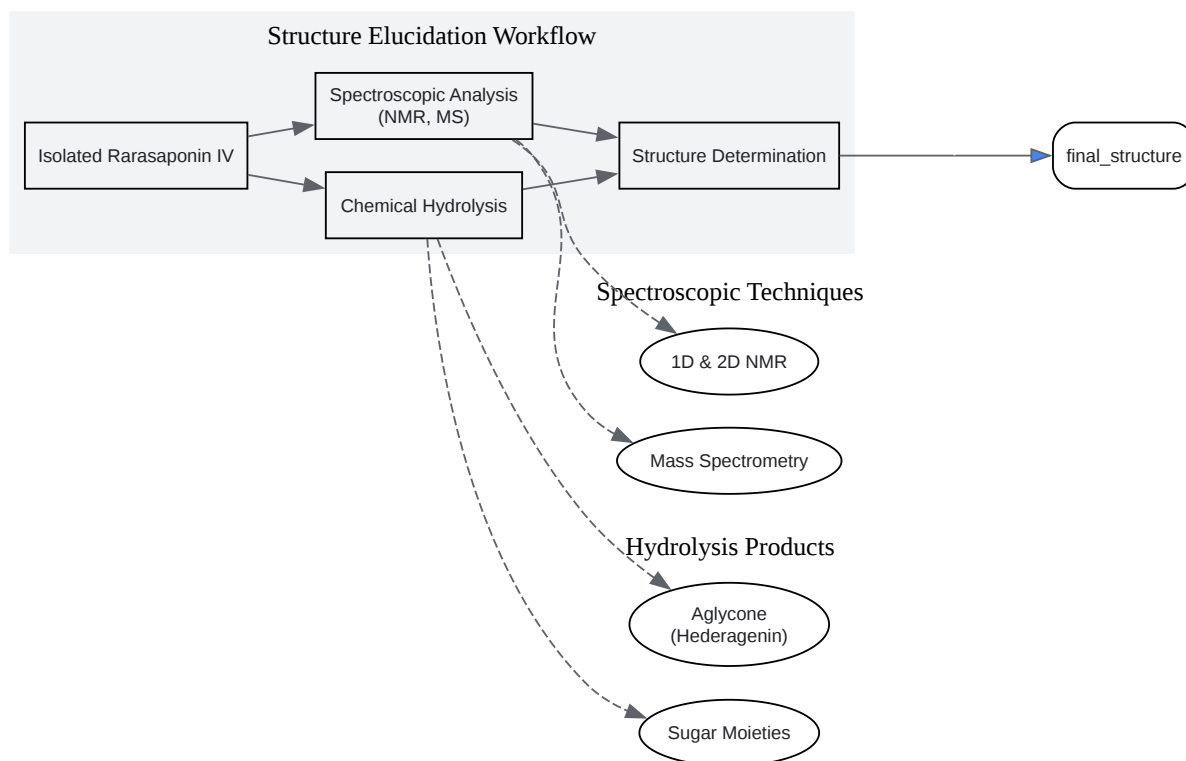 Structure Elucidation Workflow
Spectroscopic Analysis
(NMR, MS)
Isolated Rarasaponin IV
Structure Determination
final_structure
Chemical Hydrolysis
Spectroscopic Techniques
1D & 2D NMR
Mass Spectrometry
Hydrolysis Products
Aglycone
(Hederagenin)
Sugar Moieties